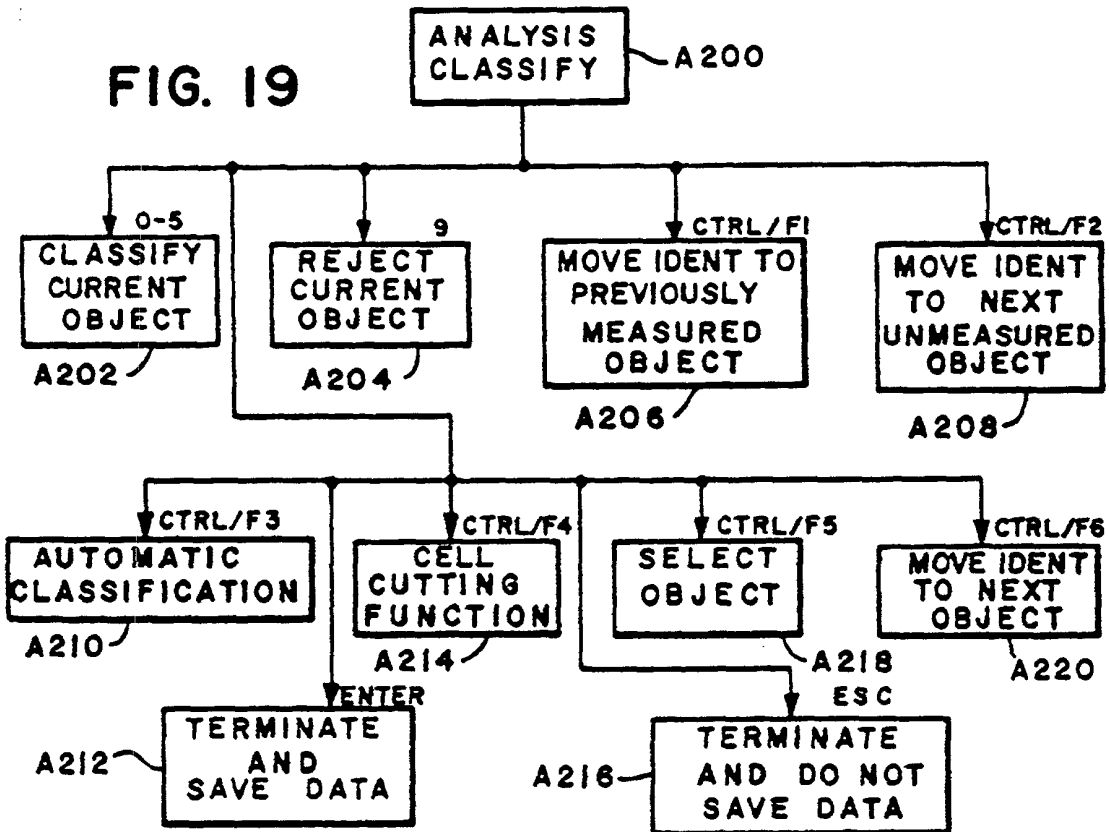 FIG. 19
ANALYSIS
CLASSIFY
A200
0-5
CLASSIFY
CURRENT
OBJECT
A202
9
REJECT
CURRENT
OBJECT
A204
CTRL/F1
MOVE IDENT TO
PREVIOUSLY
MEASURED
OBJECT
A206
CTRL/F2
MOVE IDENT
TO NEXT
UNMEASURED
OBJECT
A208
CTRL/F3
AUTOMATIC
CLASSIFICATION
A210
CTRL/F4
CELL
CUTTING
FUNCTION
A214
CTRL/F5
SELECT
OBJECT
A218
CTRL/F6
MOVE IDENT
TO NEXT
OBJECT
A220
ENTER
TERMINATE
AND
SAVE DATA
A212
ESC
TERMINATE
AND DO NOT
SAVE DATA
A216